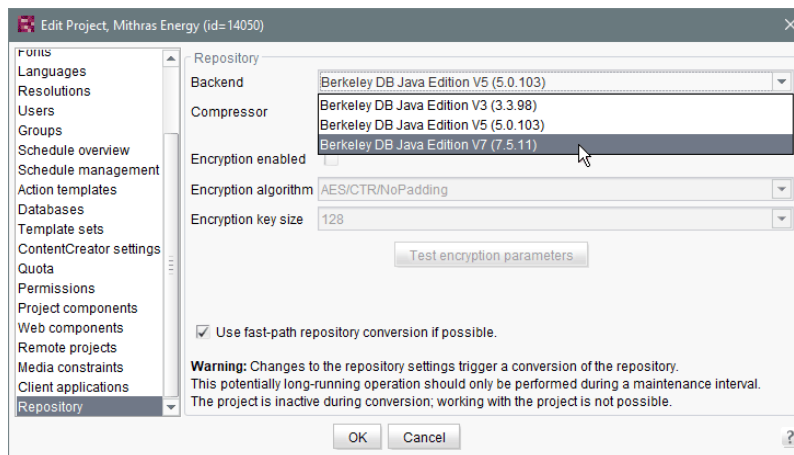 Edit Project, Mithras Energy (id=14050)
Fonts
Languages
Resolutions
Users
Groups
Schedule overview
Schedule management
Action templates
Databases
Template sets
ContentCreator settings
Quota
Permissions
Project components
Web components
Remote projects
Media constraints
Client applications
Repository
Repository
Backend
Berkeley DB Java Edition V5 (5.0.103)
Compressor
Berkeley DB Java Edition V3 (3.3.98)
Berkeley DB Java Edition V5 (5.0.103)
Berkeley DB Java Edition V7 (7.5.11)
Encryption enabled
Encryption algorithm
AES/CTR/NoPadding
Encryption key size
128
Test encryption parameters
Use fast-path repository conversion if possible.
Warning: Changes to the repository settings trigger a conversion of the repository.
This potentially long-running operation should only be performed during a maintenance interval.
The project is inactive during conversion; working with the project is not possible.
OK
Cancel
?